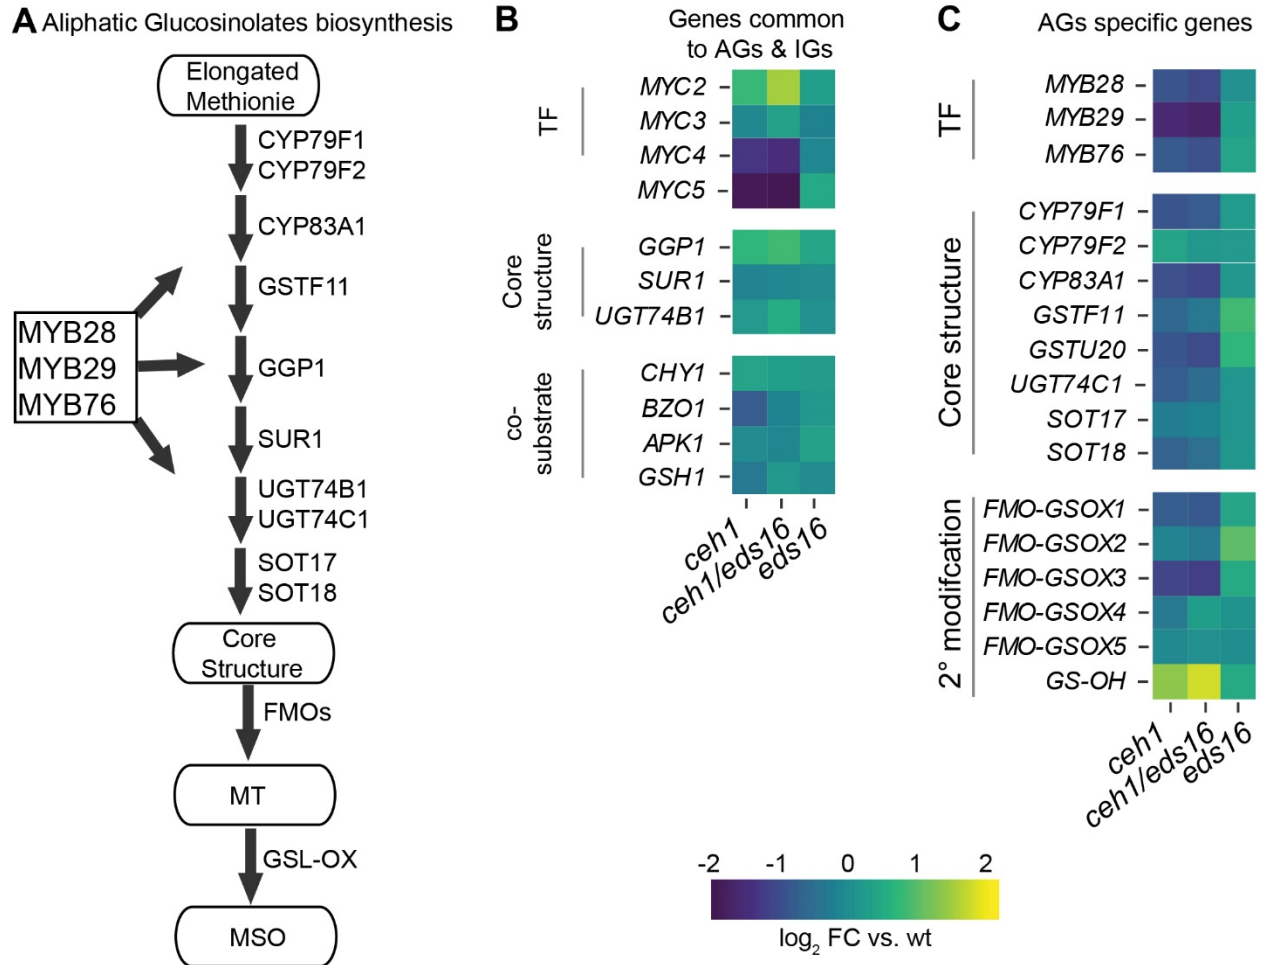 A Aliphatic Glucosinolates biosynthesis
Elongated
Methionie
CYP79F1
CYP79F2
CYP83A1
GSTF11
GGP1
SUR1
UGT74B1
UGT74C1
SOT17
SOT18
MYB28
MYB29
MYB76
Core
Structure
FMOs
MT
GSL-OX
MSO
B Genes common
to AGs & IGs
TF
MYC2
MYC3
MYC4
MYC5
Core
structure
GGP1
SUR1
UGT74B1
co-
substrate
CHY1
BZO1
APK1
GSH1
ceh1
ceh1/eds16
eds16
C AGs specific genes
TF
MYB28
MYB29
MYB76
Core structure
CYP79F1
CYP79F2
CYP83A1
GSTF11
GSTU20
UGT74C1
SOT17
SOT18
2° modifcation
FMO-GSOX1
FMO-GSOX2
FMO-GSOX3
FMO-GSOX4
FMO-GSOX5
GS-OH
ceh1
ceh1/eds16
eds16
-2 -1 0 1 2
log2 FC vs. wt